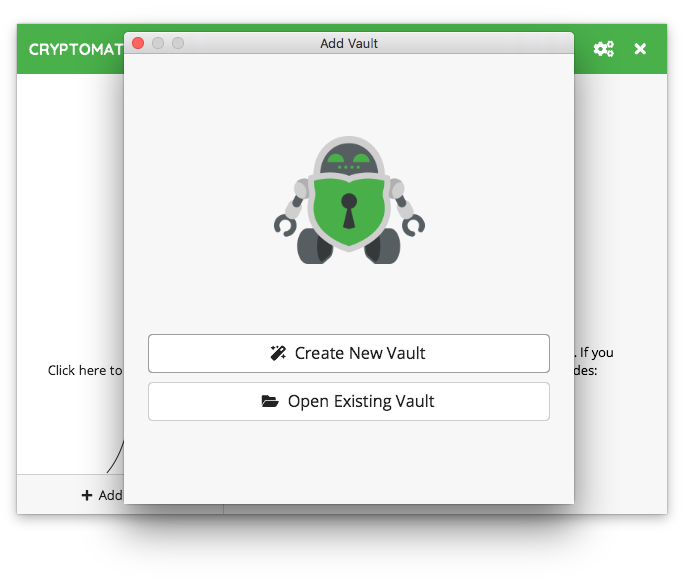 Add Vault
CRYPTOMAT
Create New Vault
. If you
Click here to
des:
Open Existing Vault
Add